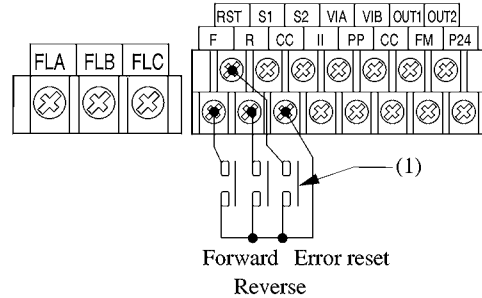 RST S1 S2 VIA VIB OUT1 OUT2
F R CC II PP CC FM P24
FLA FLB FLC
(1)
Forward Error reset
Reverse